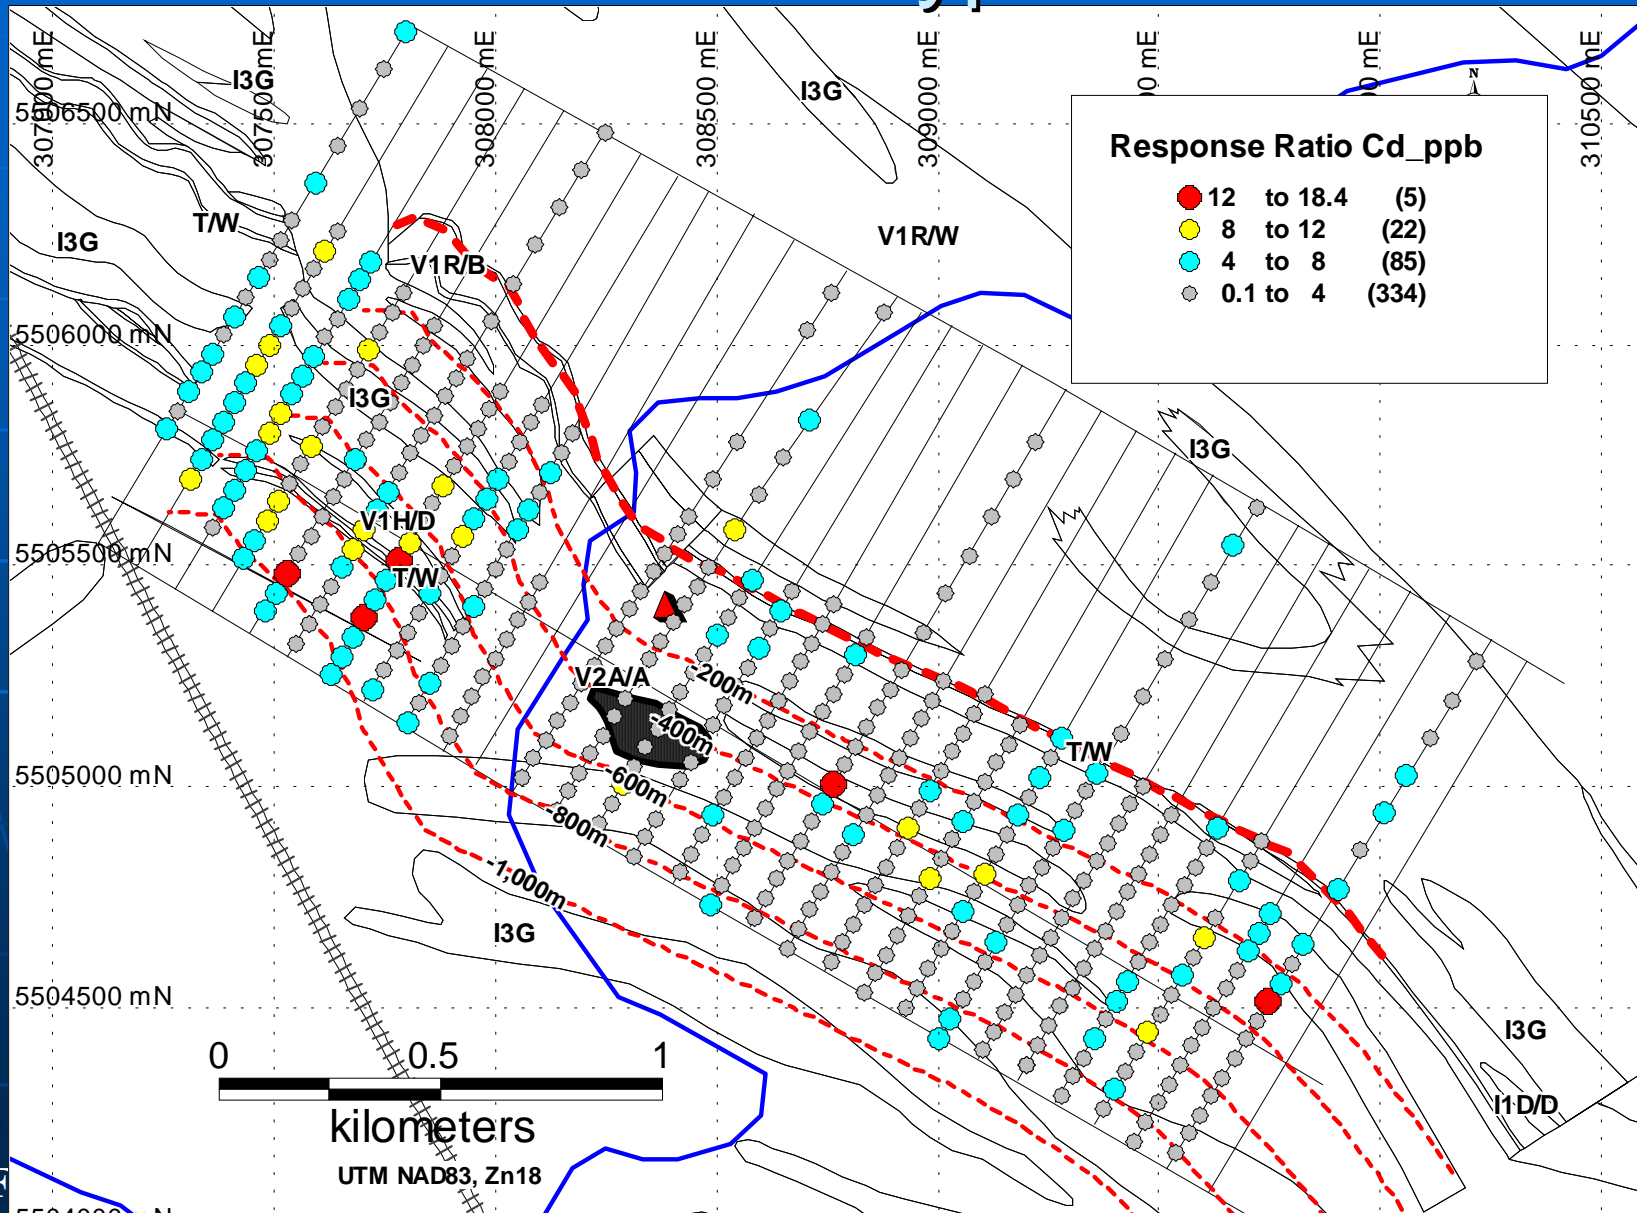 307000 mE
307500 mE
308000 mE
308500 mE
309000 mE
310500 mE
N
I3G
I3G
5506500 mN
Response Ratio Cd_ppb
12 to 18.4 (5)
8 to 12 (22)
4 to 8 (85)
0.1 to 4 (334)
T/W
I3G
V1R/W
V1R/B
5506000 mN
I3G
I3G
V1H/D
5505500 mN
T/W
V2A/A
-200m
-400m
T/W
5505000 mN
-600m
-800m
-1,000m
I3G
5504500 mN
I3G
0 0.5 1
kilometers
I1D/D
UTM NAD83, Zn18